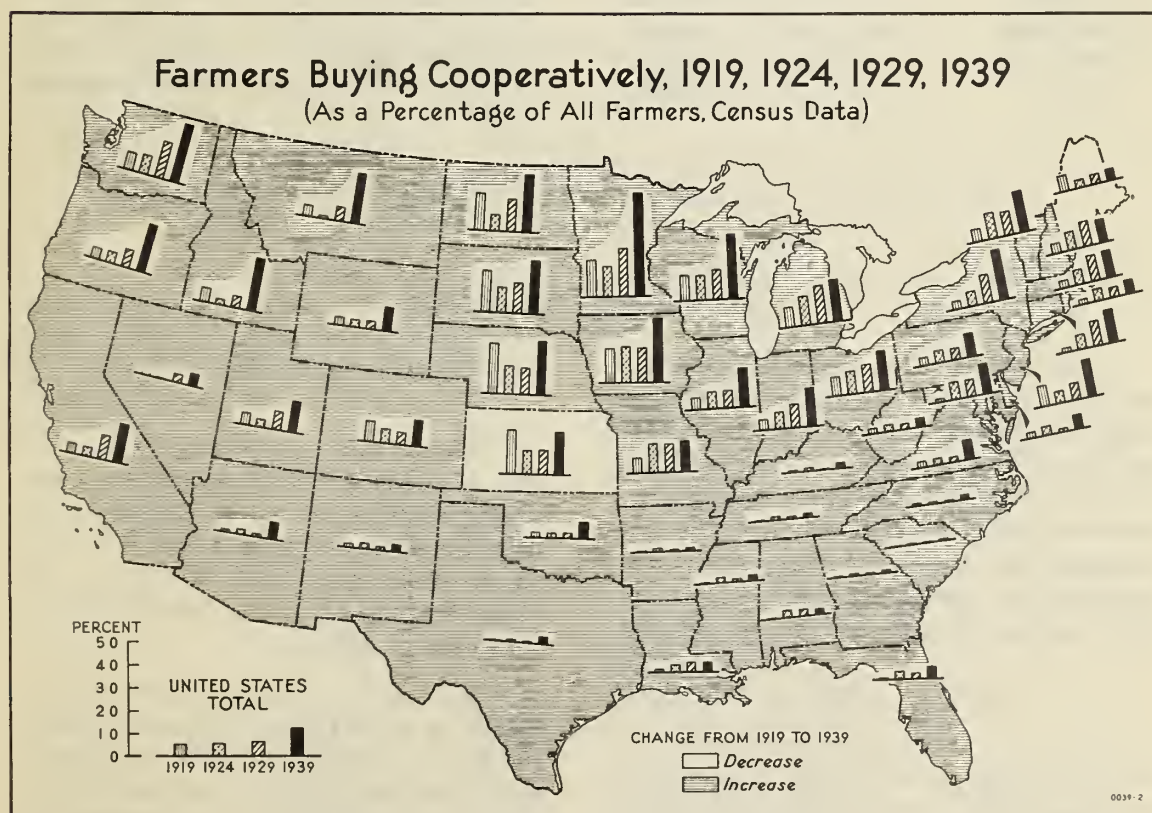 Farmers Buying Cooperatively, 1919, 1924, 1929, 1939
(As a Percentage of All Farmers, Census Data)
PERCENT
50
40
30
20
10
0
UNITED STATES
TOTAL
1919 1924 1929 1939
CHANGE FROM 1919 TO 1939
Decrease
Increase
0039-2